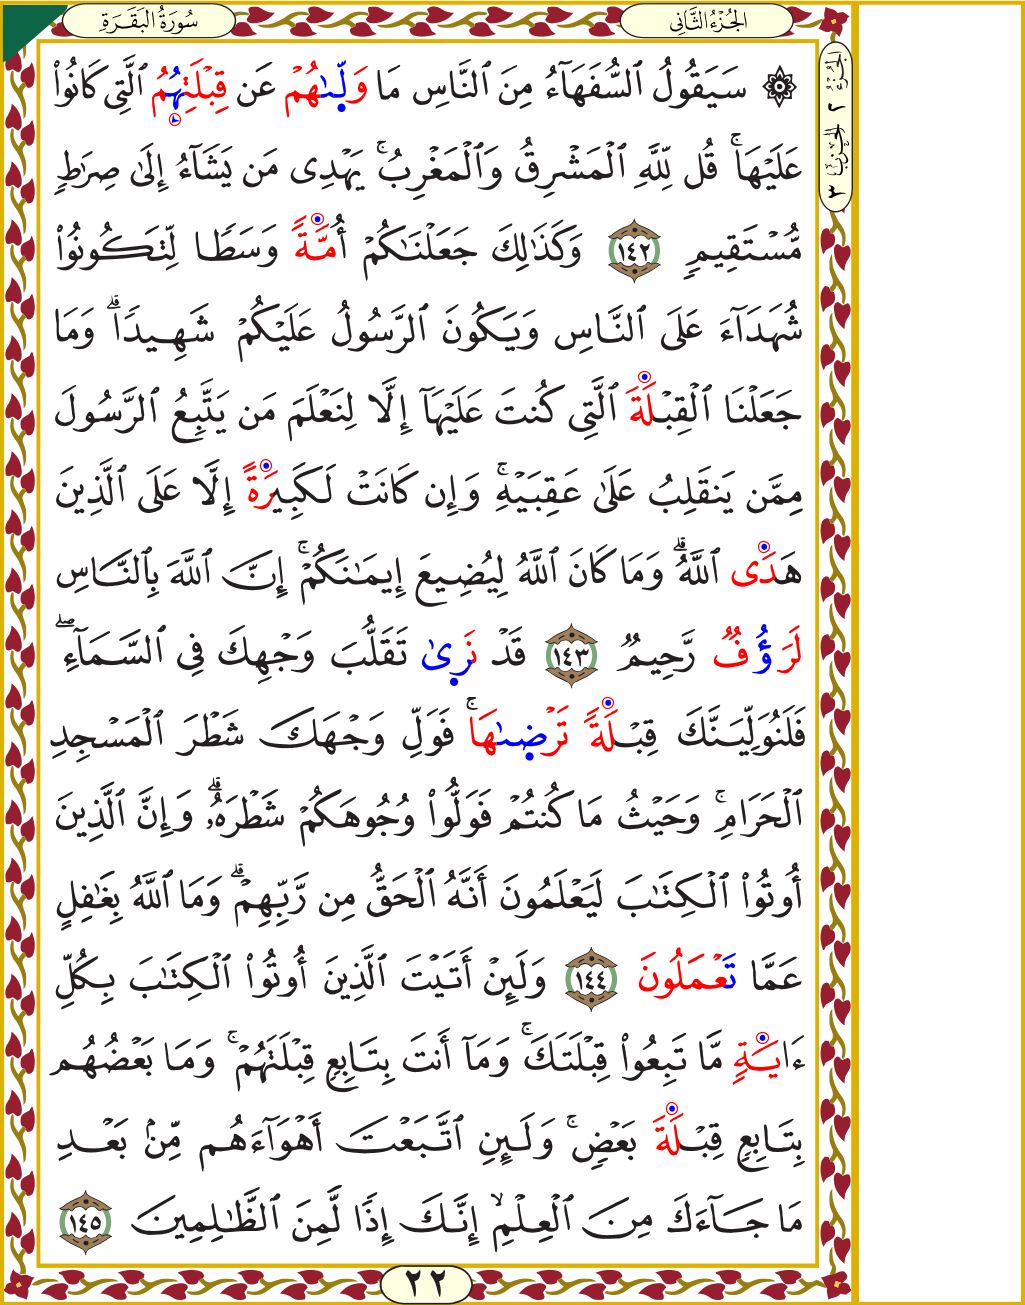 الجُزْءُ الثَّانِى
سُورَةُ البَقَرَةِ
الجُزْءُ ٢ الحِزْبُ ٣
۞ سَيَقُولُ ٱلسُّفَهَآءُ مِنَ ٱلنَّاسِ مَا وَلّىٰهُمْ عَن قِبْلَتِهُمُ ٱلَّتِى كَانُوا۟
عَلَيْهَا ۚ قُل لِّلَّهِ ٱلْمَشْرِقُ وَٱلْمَغْرِبُ ۚ يَهْدِى مَن يَشَآءُ إِلَىٰ صِرَٰطٍ
مُّسْتَقِيمٍ ١٤٢ وَكَذَٰلِكَ جَعَلْنَـٰكُمْ أُمَّةً وَسَطًا لِّتَكُونُوا۟
شُهَدَآءَ عَلَى ٱلنَّاسِ وَيَكُونَ ٱلرَّسُولُ عَلَيْكُمْ شَهِيدًا ۗ وَمَا
جَعَلْنَا ٱلْقِبْلَةَ ٱلَّتِى كُنتَ عَلَيْهَآ إِلَّا لِنَعْلَمَ مَن يَتَّبِعُ ٱلرَّسُولَ
مِمَّن يَنقَلِبُ عَلَىٰ عَقِبَيْهِ ۚ وَإِن كَانَتْ لَكَبِيرَةً إِلَّا عَلَى ٱلَّذِينَ
هَدَى ٱللَّهُ ۗ وَمَا كَانَ ٱللَّهُ لِيُضِيعَ إِيمَـٰنَكُمْ ۚ إِنَّ ٱللَّهَ بِٱلنَّاسِ
لَرَؤُفٌ رَّحِيمٌ ١٤٣ قَدْ نَرِىٰ تَقَلُّبَ وَجْهِكَ فِى ٱلسَّمَآءِ ۖ
فَلَنُوَلِّيَنَّكَ قِبْلَةً تَرْضِىٰهَا ۚ فَوَلِّ وَجْهَكَ شَطْرَ ٱلْمَسْجِدِ
ٱلْحَرَامِ ۚ وَحَيْثُ مَا كُنتُمْ فَوَلُّوا۟ وُجُوهَكُمْ شَطْرَهُۥ ۗ وَإِنَّ ٱلَّذِينَ
أُوتُوا۟ ٱلْكِتَـٰبَ لَيَعْلَمُونَ أَنَّهُ ٱلْحَقُّ مِن رَّبِّهِمْ ۗ وَمَا ٱللَّهُ بِغَـٰفِلٍ
عَمَّا تَعْمَلُونَ ١٤٤ وَلَئِنْ أَتَيْتَ ٱلَّذِينَ أُوتُوا۟ ٱلْكِتَـٰبَ بِكُلِّ
ءَايَةٍ مَّا تَبِعُوا۟ قِبْلَتَكَ ۚ وَمَآ أَنتَ بِتَابِعٍ قِبْلَتَهُمْ ۚ وَمَا بَعْضُهُم
بِتَابِعٍ قِبْلَةَ بَعْضٍ ۚ وَلَئِنِ ٱتَّبَعْتَ أَهْوَآءَهُم مِّنۢ بَعْدِ
مَا جَآءَكَ مِنَ ٱلْعِلْمِ ۙ إِنَّكَ إِذًا لَّمِنَ ٱلظَّـٰلِمِينَ ١٤٥
٢٢